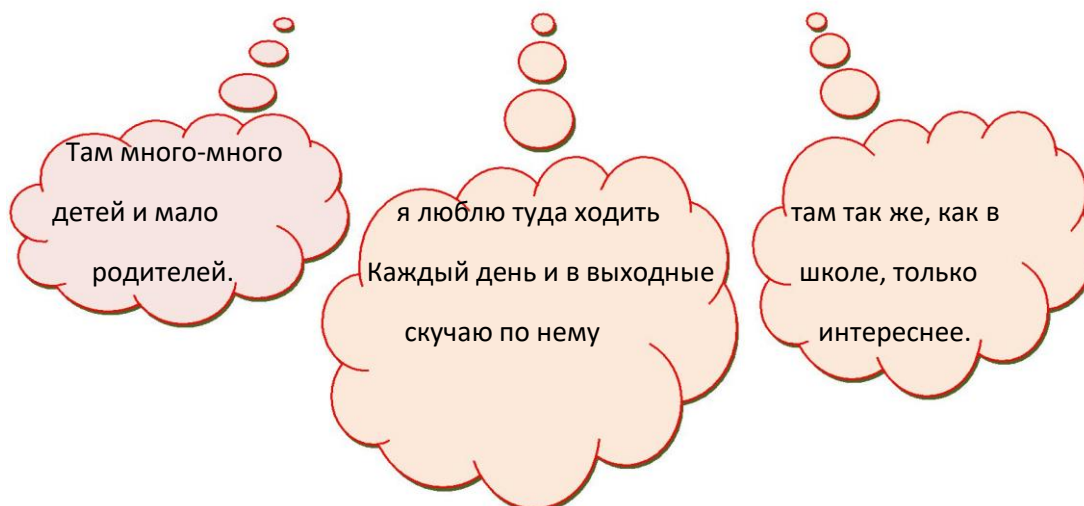 Там много-много
детей и мало
родителей.
я люблю туда ходить
Каждый день и в выходные
скучаю по нему
там так же, как в
школе, только
интереснее.